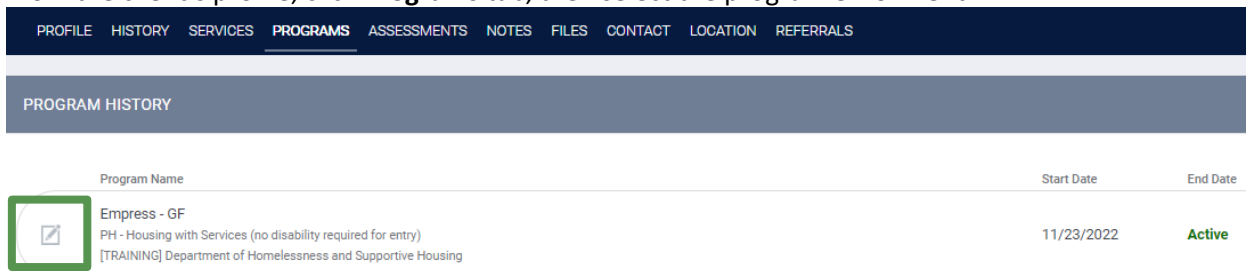 PROFILE HISTORY SERVICES PROGRAMS ASSESSMENTS NOTES FILES CONTACT LOCATION REFERRALS
PROGRAM HISTORY
Program Name Start Date End Date
Empress - GF
PH - Housing with Services (no disability required for entry) 11/23/2022 Active
[TRAINING] Department of Homelessness and Supportive Housing